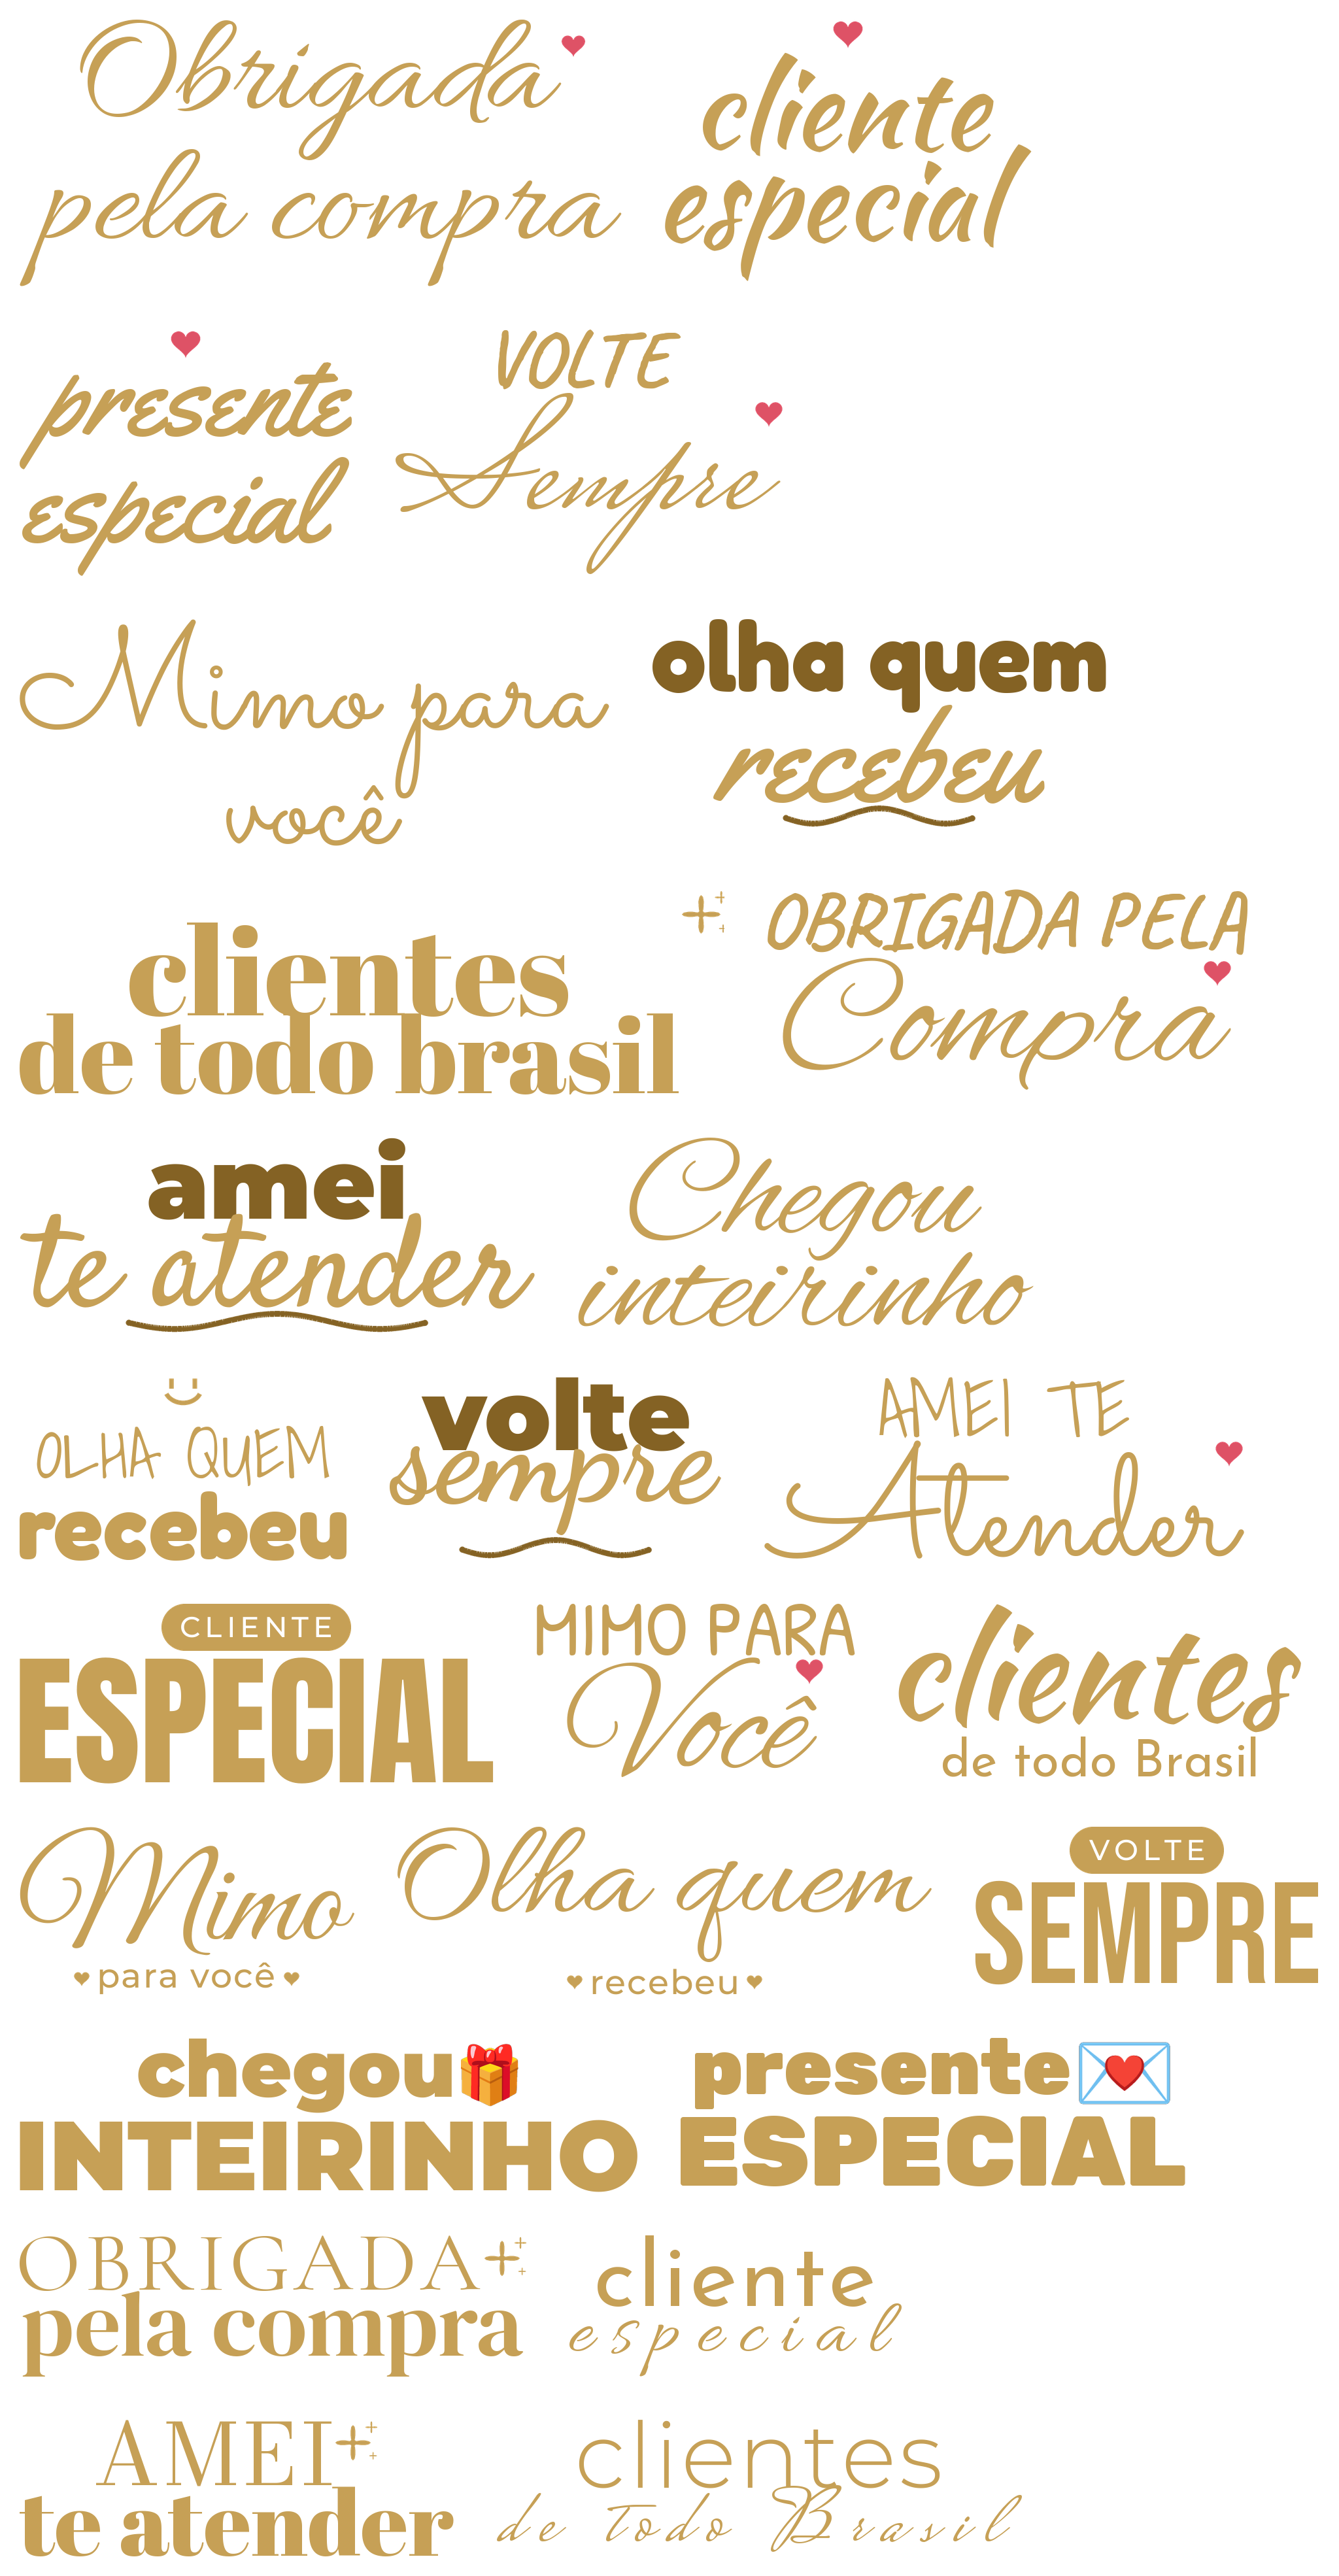 Obrigada
pela compra
cliente
especial
presente
especial
VOLTE
Sempre
Mimo para
você
olha quem
recebeu
clientes
de todo brasil
OBRIGADA PELA
Compra
amei
te atender
Chegou
inteirinho
OLHA QUEM
recebeu
volte
sempre
AMEI TE
Atender
CLIENTE
ESPECIAL
MIMO PARA
Você
clientes
de todo Brasil
Mimo
para você
Olha quem
recebeu
VOLTE
SEMPRE
chegou
INTEIRINHO
presente
ESPECIAL
OBRIGADA
pela compra
cliente
especial
AMEI
te atender
clientes
de todo Brasil